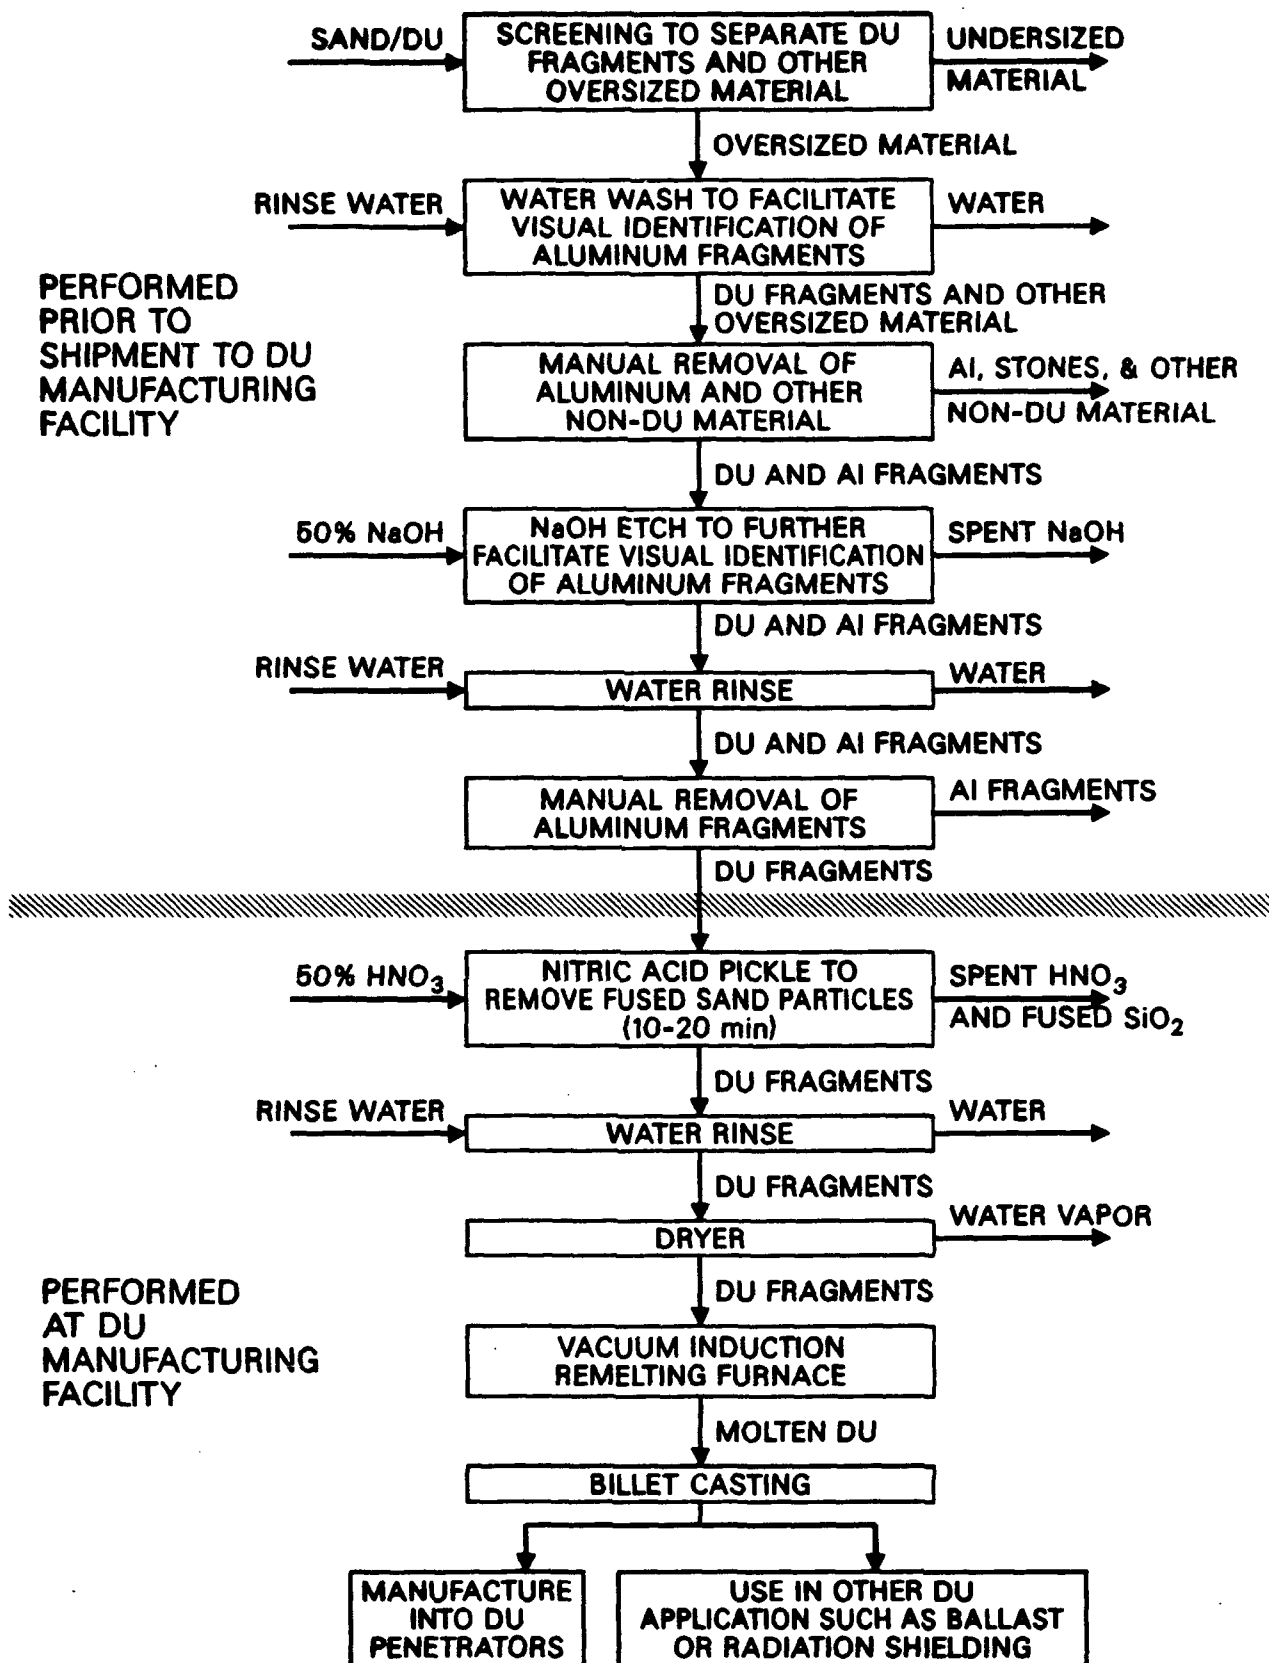 SAND/DU
SCREENING TO SEPARATE DU
FRAGMENTS AND OTHER
OVERSIZED MATERIAL
UNDERSIZED
MATERIAL
OVERSIZED MATERIAL
RINSE WATER
WATER WASH TO FACILITATE
VISUAL IDENTIFICATION OF
ALUMINUM FRAGMENTS
WATER
PERFORMED
PRIOR TO
SHIPMENT TO DU
MANUFACTURING
FACILITY
DU FRAGMENTS AND OTHER
OVERSIZED MATERIAL
MANUAL REMOVAL OF
ALUMINUM AND OTHER
NON-DU MATERIAL
Al, STONES, & OTHER
NON-DU MATERIAL
DU AND Al FRAGMENTS
50% NaOH
NaOH ETCH TO FURTHER
FACILITATE VISUAL IDENTIFICATION
OF ALUMINUM FRAGMENTS
SPENT NaOH
DU AND Al FRAGMENTS
RINSE WATER
WATER RINSE
WATER
DU AND Al FRAGMENTS
MANUAL REMOVAL OF
ALUMINUM FRAGMENTS
Al FRAGMENTS
DU FRAGMENTS
50% HNO3
NITRIC ACID PICKLE TO
REMOVE FUSED SAND PARTICLES
(10-20 min)
SPENT HNO3
AND FUSED SiO2
DU FRAGMENTS
RINSE WATER
WATER RINSE
WATER
DU FRAGMENTS
DRYER
WATER VAPOR
DU FRAGMENTS
PERFORMED
AT DU
MANUFACTURING
FACILITY
VACUUM INDUCTION
REMELTING FURNACE
MOLTEN DU
BILLET CASTING
MANUFACTURE
INTO DU
PENETRATORS
USE IN OTHER DU
APPLICATION SUCH AS BALLAST
OR RADIATION SHIELDING